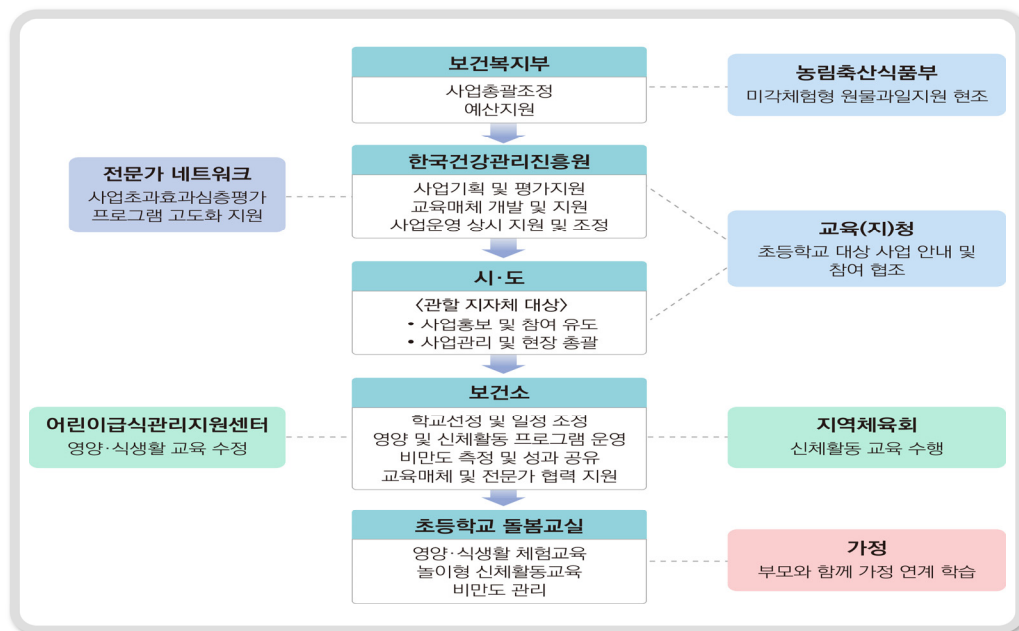 보건복지부
사업총괄조정
예산지원
농림축산식품부
미각체험형 원물과일지원 현조
한국건강관리진흥원
사업기획 및 평가지원
교육매체 개발 및 지원
사업운영 상시 지원 및 조정
전문가 네트워크
사업초과효과심층평가
프로그램 고도화 지원
교육(지)청
초등학교 대상 사업 안내 및
참여 협조
시·도
〈관할 지자체 대상〉
• 사업홍보 및 참여 유도
• 사업관리 및 현장 총괄
보건소
학교선정 및 일정 조정
영양 및 신체활동 프로그램 운영
비만도 측정 및 성과 공유
교육매체 및 전문가 협력 지원
어린이급식관리지원센터
영양·식생활 교육 수정
지역체육회
신체활동 교육 수행
초등학교 돌봄교실
영양·식생활 체험교육
놀이형 신체활동교육
비만도 관리
가정
부모와 함께 가정 연계 학습